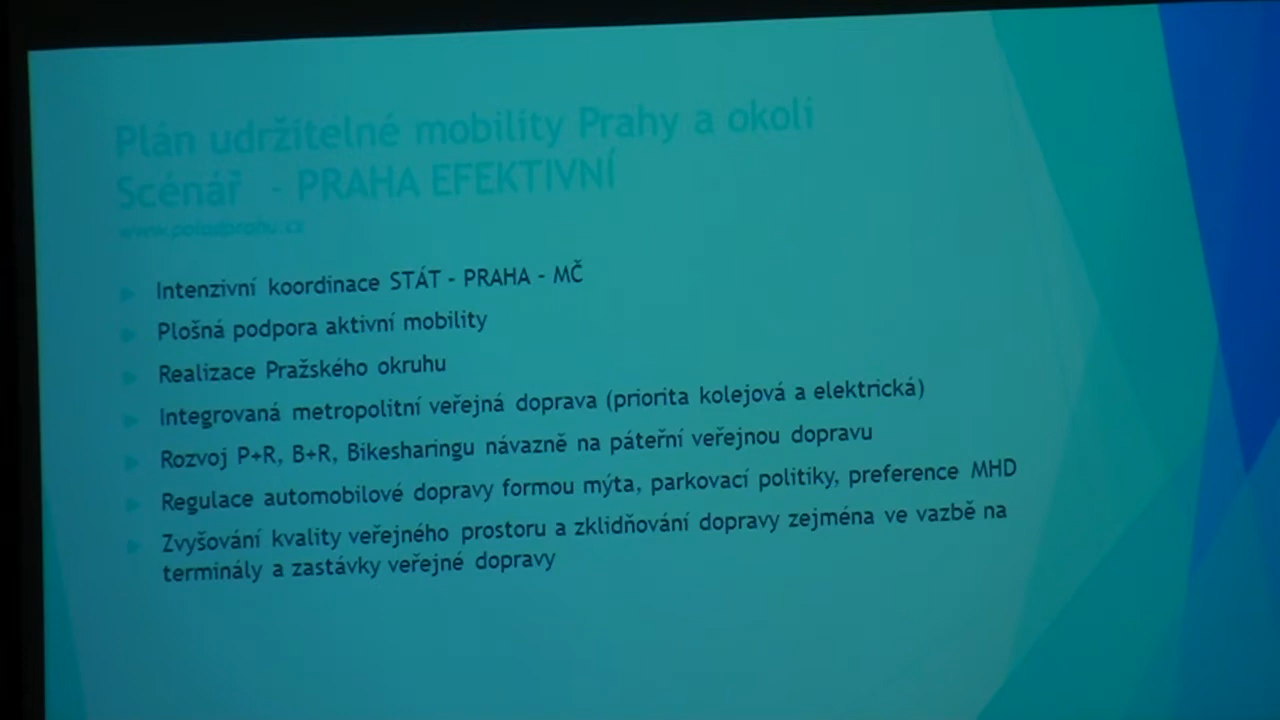 Plán udržitelné mobility Prahy a okolí
Scénář - PRAHA EFEKTIVNÍ
www.poladprahu.cz
Intenzivní koordinace STÁT - PRAHA - MČ
Plošná podpora aktivní mobility
Realizace Pražského okruhu
Integrovaná metropolitní veřejná doprava (priorita kolejová a elektrická)
Rozvoj P+R, B+R, Bikesharingu návazně na páteřní veřejnou dopravu
Regulace automobilové dopravy formou mýta, parkovací politiky, preference MHD
Zvyšování kvality veřejného prostoru a zklidňování dopravy zejména ve vazbě na
terminály a zastávky veřejné dopravy